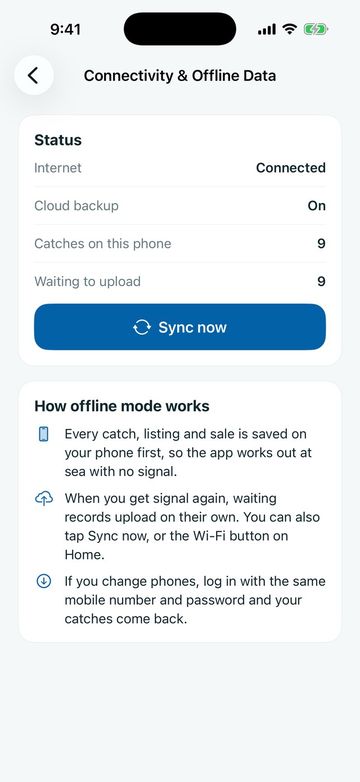 9:41
Connectivity & Offline Data
Status
Internet Connected
Cloud backup On
Catches on this phone 9
Waiting to upload 9
Sync now
How offline mode works
Every catch, listing and sale is saved on
your phone first, so the app works out at
sea with no signal.
When you get signal again, waiting
records upload on their own. You can also
tap Sync now, or the Wi-Fi button on
Home.
If you change phones, log in with the same
mobile number and password and your
catches come back.